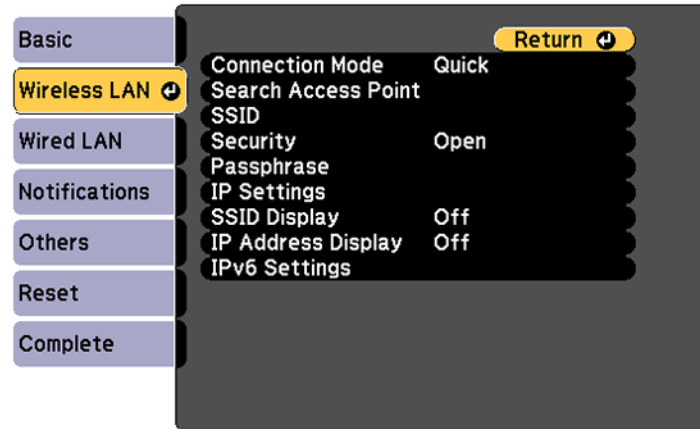 Basic
Wireless LAN
Wired LAN
Notifications
Others
Reset
Complete
Return
Connection Mode Quick
Search Access Point
SSID
Security Open
Passphrase
IP Settings
SSID Display Off
IP Address Display Off
IPv6 Settings